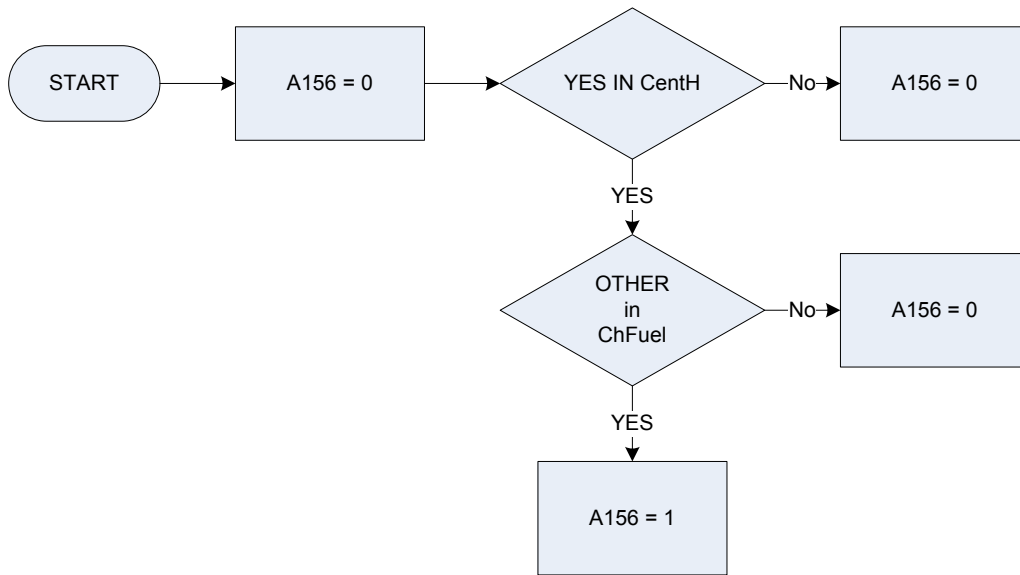 START
A156 = 0
YES IN CentH
No
A156 = 0
YES
OTHER
in
ChFuel
No
A156 = 0
YES
A156 = 1